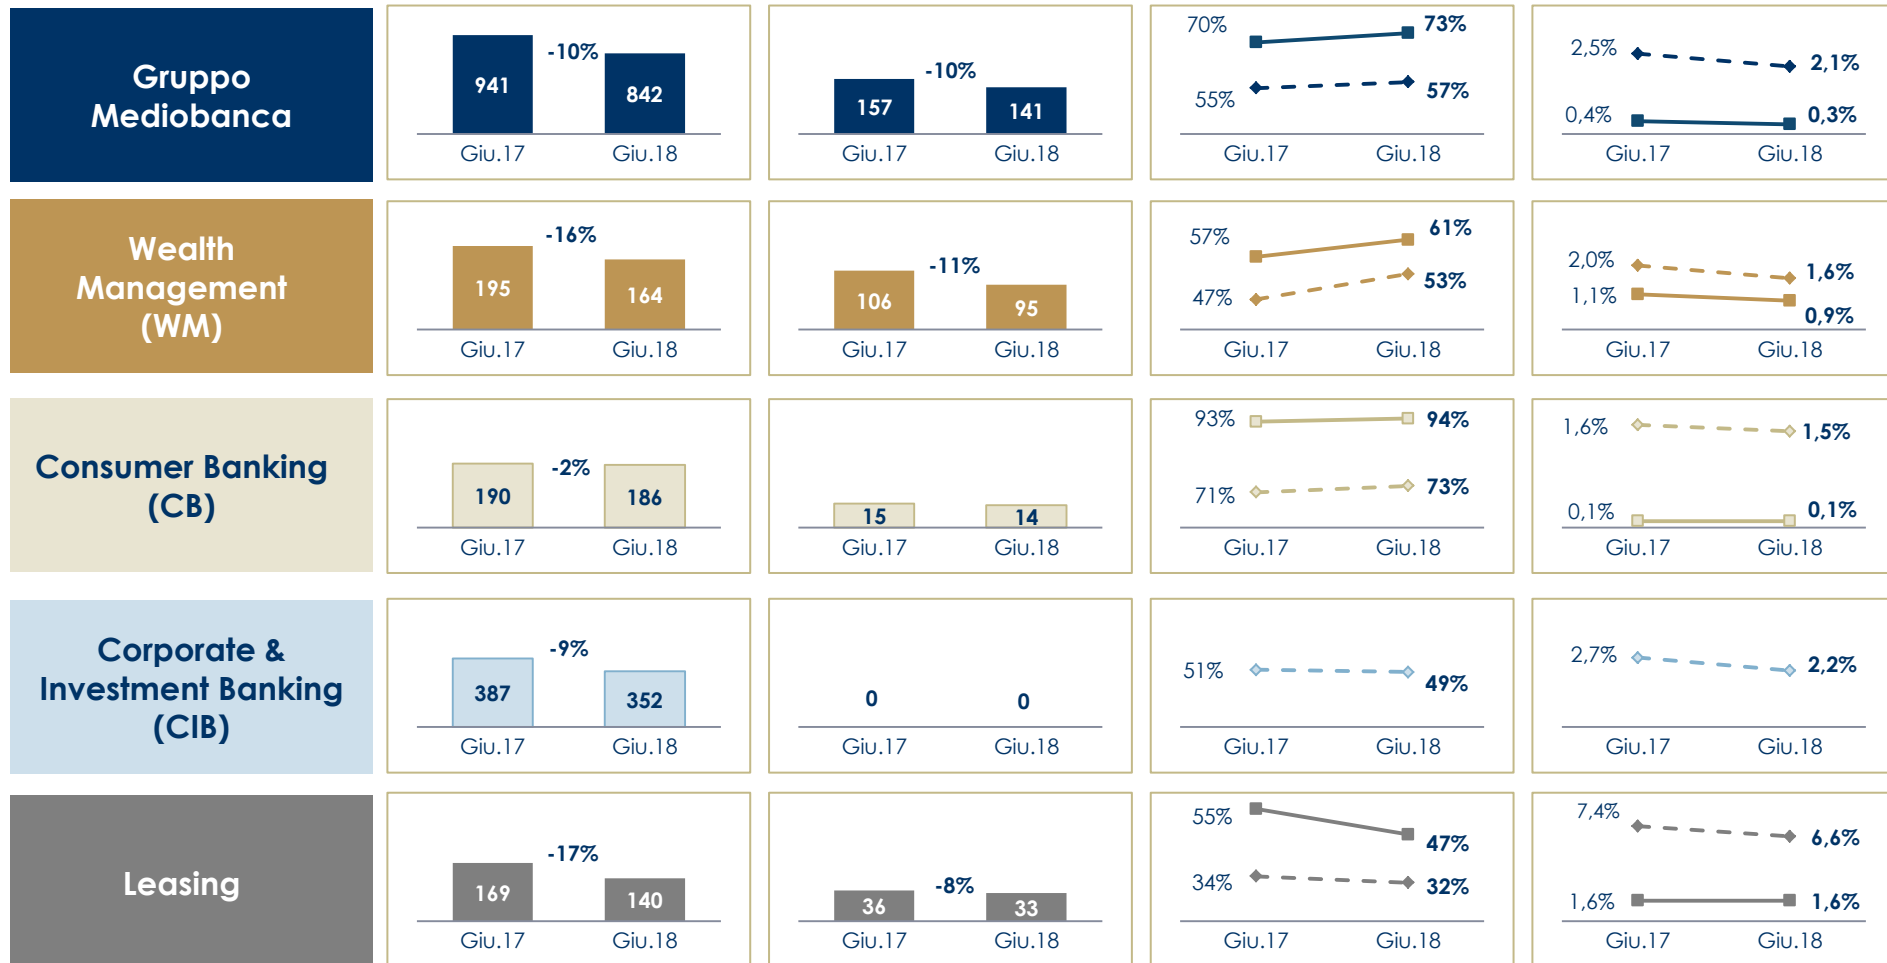 Gruppo
Mediobanca
941
-10%
842
Giu.17
Giu.18
157
-10%
141
Giu.17
Giu.18
70%
73%
55%
57%
Giu.17
Giu.18
2,5%
2,1%
0,4%
0,3%
Giu.17
Giu.18
Wealth
Management
(WM)
195
-16%
164
Giu.17
Giu.18
106
-11%
95
Giu.17
Giu.18
57%
61%
47%
53%
Giu.17
Giu.18
2,0%
1,6%
1,1%
0,9%
Giu.17
Giu.18
Consumer Banking
(CB)
190
-2%
186
Giu.17
Giu.18
15
14
Giu.17
Giu.18
93%
94%
71%
73%
Giu.17
Giu.18
1,6%
1,5%
0,1%
0,1%
Giu.17
Giu.18
Corporate &
Investment Banking
(CIB)
387
-9%
352
Giu.17
Giu.18
0
0
Giu.17
Giu.18
51%
49%
Giu.17
Giu.18
2,7%
2,2%
Giu.17
Giu.18
Leasing
169
-17%
140
Giu.17
Giu.18
36
-8%
33
Giu.17
Giu.18
55%
47%
34%
32%
Giu.17
Giu.18
7,4%
6,6%
1,6%
1,6%
Giu.17
Giu.18